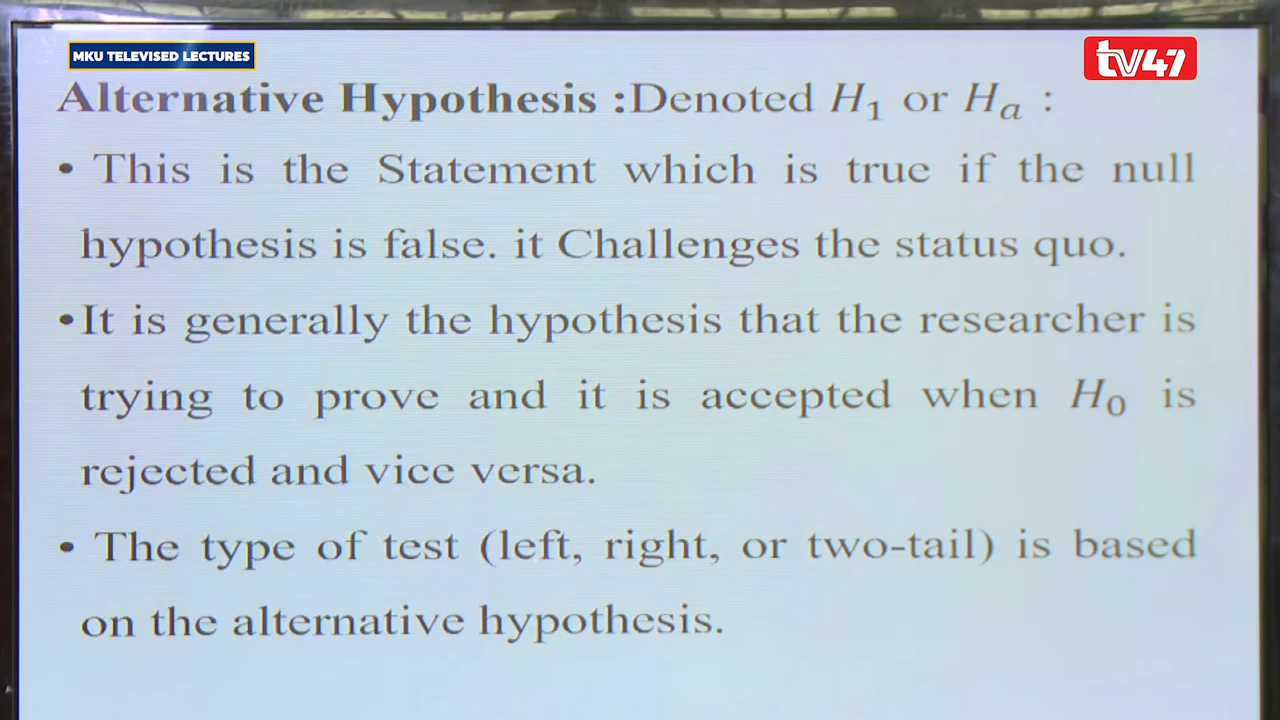 MKU TELEVISED LECTURES
tv47
Alternative Hypothesis :Denoted H₁ or Hₐ :
• This is the Statement which is true if the null
hypothesis is false. it Challenges the status quo.
•It is generally the hypothesis that the researcher is
trying to prove and it is accepted when H₀ is
rejected and vice versa.
• The type of test (left, right, or two-tail) is based
on the alternative hypothesis.